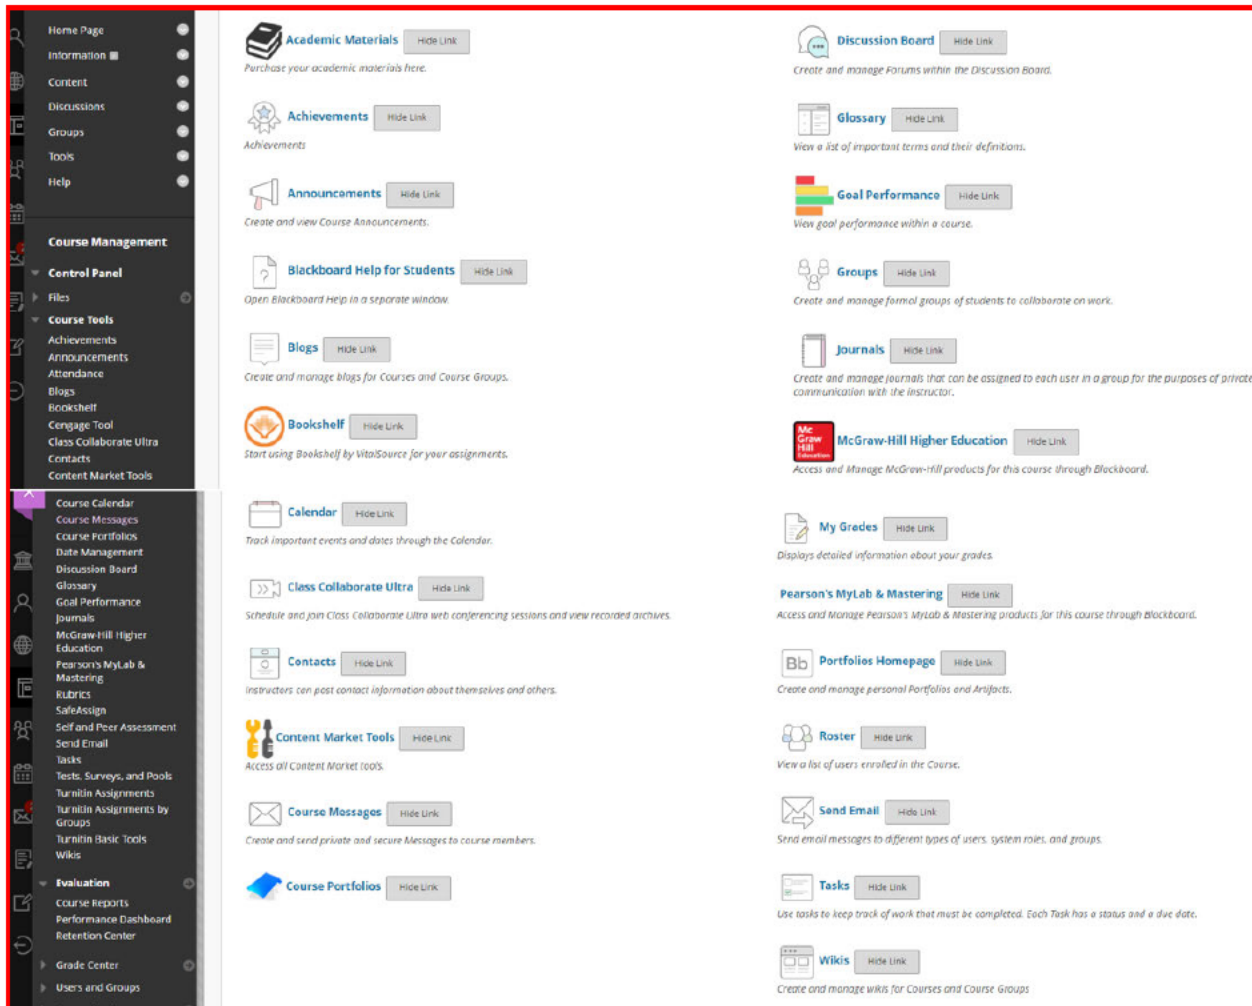 Home Page
Information
Content
Discussions
Groups
Tools
Help
Course Management
Control Panel
Files
Course Tools
Achievements
Announcements
Attendance
Blogs
Bookshelf
Cengage Tool
Class Collaborate Ultra
Contacts
Content Market Tools
Course Calendar
Course Messages
Course Portfolios
Date Management
Discussion Board
Glossary
Goal Performance
Journals
McGraw-Hill Higher
Education
Pearson's MyLab &
Mastering
Rubrics
SafeAssign
Self and Peer Assessment
Send Email
Tasks
Tests, Surveys, and Pools
Turnitin Assignments
Turnitin Assignments by
Groups
Turnitin Basic Tools
Wikis
Evaluation
Course Reports
Performance Dashboard
Retention Center
Grade Center
Users and Groups
Academic Materials Hide Link
Purchase your academic materials here.
Achievements Hide Link
Achievements
Announcements Hide Link
Create and view Course Announcements.
Blackboard Help for Students Hide Link
Open Blackboard Help in a separate window.
Blogs Hide Link
Create and manage blogs for Courses and Course Groups.
Bookshelf Hide Link
Start using Bookshelf by VitalSource for your assignments.
Calendar Hide Link
Track important events and dates through the Calendar.
Class Collaborate Ultra Hide Link
Schedule and join Class Collaborate Ultra web conferencing sessions and view recorded archives.
Contacts Hide Link
Instructors can post contact information about themselves and others.
Content Market Tools Hide Link
Access all Content Market tools.
Course Messages Hide Link
Create and send private and secure Messages to course members.
Course Portfolios Hide Link
Discussion Board Hide Link
Create and manage Forums within the Discussion Board.
Glossary Hide Link
View a list of important terms and their definitions.
Goal Performance Hide Link
View goal performance within a course.
Groups Hide Link
Create and manage formal groups of students to collaborate on work.
Journals Hide Link
Create and manage journals that can be assigned to each user in a group for the purposes of private
communication with the instructor.
Mc
Graw
Hill
Education
McGraw-Hill Higher Education Hide Link
Access and Manage McGraw-Hill products for this course through Blackboard.
My Grades Hide Link
Displays detailed information about your grades.
Pearson's MyLab & Mastering Hide Link
Access and Manage Pearson's MyLab & Mastering products for this course through Blackboard.
Bb Portfolios Homepage Hide Link
Create and manage personal Portfolios and Artifacts.
Roster Hide Link
View a list of users enrolled in the Course.
Send Email Hide Link
Send email messages to different types of users, system roles, and groups.
Tasks Hide Link
Use tasks to keep track of work that must be completed. Each Task has a status and a due date.
Wikis Hide Link
Create and manage wikis for Courses and Course Groups